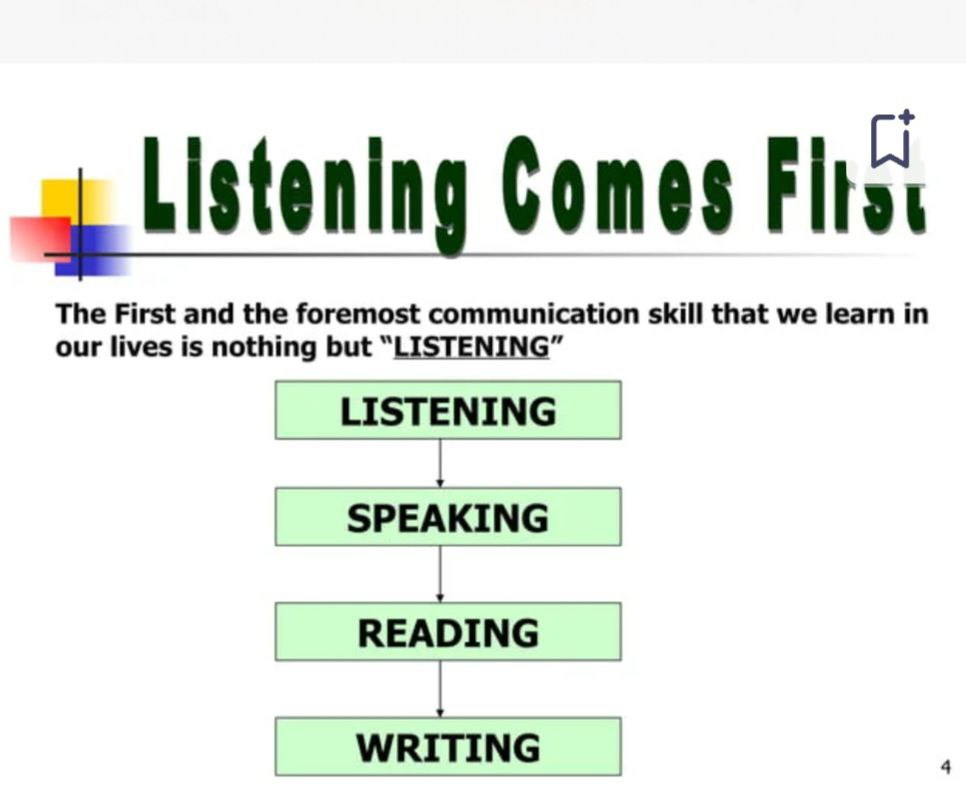 Listening Comes First
The First and the foremost communication skill that we learn in
our lives is nothing but “LISTENING”
LISTENING
SPEAKING
READING
WRITING
4